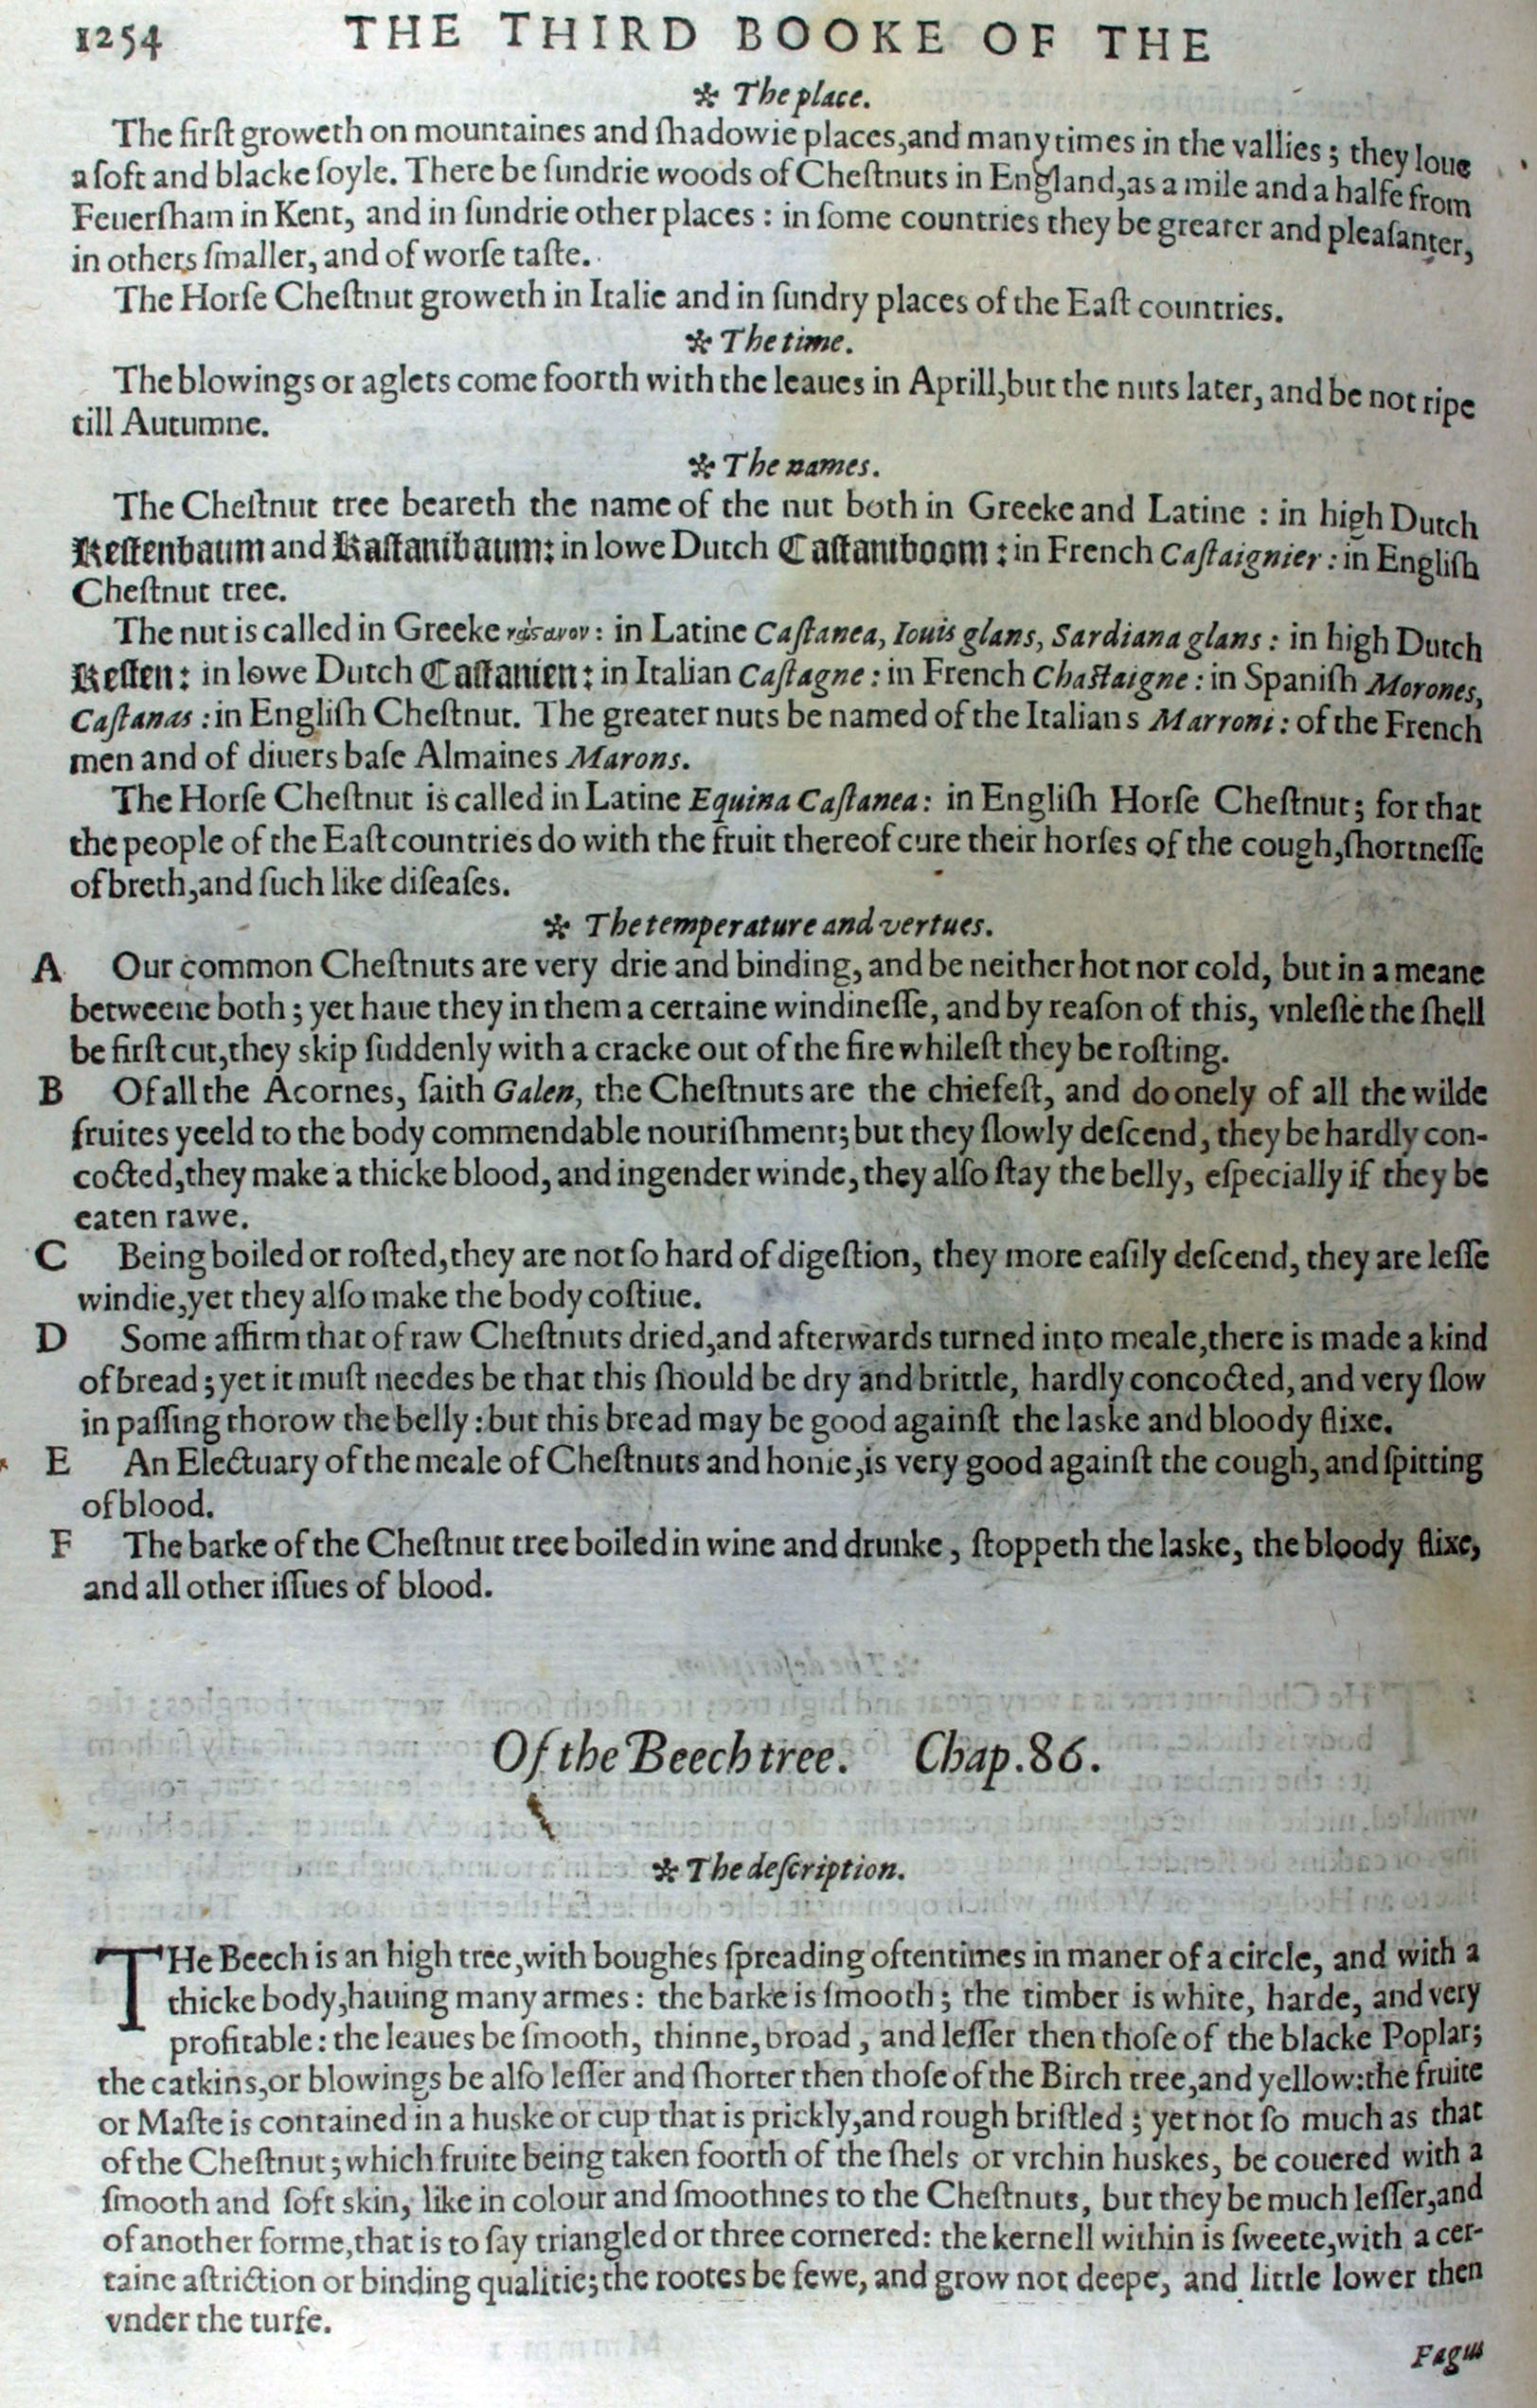 1254 THE THIRD BOOKE OF THE
✲ The place.
The firſt groweth on mountaines and ſhadowie places,and many times in the vallies; they loue
a ſoft and blacke ſoyle. There be ſundrie woods of Cheſtnuts in England,as a mile and a halfe from
Feuerſham in Kent, and in ſundrie other places : in ſome countries they be greater and pleaſanter,
in others ſmaller, and of worſe taſte.
The Horſe Cheſtnut groweth in Italie and in ſundry places of the Eaſt countries.
✲ The time.
The blowings or aglets come foorth with the leaues in Aprill,but the nuts later, and be not ripe
till Autumne.
✲ The names.
The Cheſtnut tree beareth the name of the nut both in Greeke and Latine : in high Dutch
Keſtenbaum and Kaſtanibaum: in lowe Dutch Caſtaniboom : in French Caſtaignier : in Engliſh
Cheſtnut tree.
The nut is called in Greeke : in Latine Caſtanea, Iouis glans, Sardiana glans : in high Dutch
Keſten: in lowe Dutch Caſtanien: in Italian Caſtagne : in French Chaſtaigne : in Spaniſh Morones,
Caſtanas : in Engliſh Cheſtnut. The greater nuts be named of the Italians Marroni : of the French
men and of diuers baſe Almaines Marons.
The Horſe Cheſtnut is called in Latine Equina Caſtanea: in Engliſh Horſe Cheſtnut; for that
the people of the Eaſt countries do with the fruit thereof cure their horſes of the cough,ſhortneſſe
of breth,and ſuch like diſeaſes.
✲ The temperature and vertues.
A Our common Cheſtnuts are very drie and binding, and be neither hot nor cold, but in a meane
betweene both; yet haue they in them a certaine windineſſe, and by reaſon of this, vnleſſe the ſhell
be firſt cut,they skip ſuddenly with a cracke out of the fire whileſt they be roſting.
B Of all the Acornes, ſaith Galen, the Cheſtnuts are the chiefeſt, and do onely of all the wilde
fruites yeeld to the body commendable nouriſhment; but they ſlowly deſcend, they be hardly con-
cocted,they make a thicke blood, and ingender winde, they alſo ſtay the belly, eſpecially if they be
eaten rawe.
C Being boiled or roſted,they are not ſo hard of digeſtion, they more eaſily deſcend, they are leſſe
windie,yet they alſo make the body coſtiue.
D Some affirm that of raw Cheſtnuts dried,and afterwards turned into meale,there is made a kind
of bread; yet it muſt needes be that this ſhould be dry and brittle, hardly concocted, and very ſlow
in paſſing thorow the belly : but this bread may be good againſt the laske and bloody flixe.
E An Electuary of the meale of Cheſtnuts and honie,is very good againſt the cough, and ſpitting
of blood.
F The barke of the Cheſtnut tree boiled in wine and drunke , ſtoppeth the laske, the bloody flixe,
and all other iſſues of blood.
Of the Beech tree. Chap.86.
✲ The deſcription.
THe Beech is an high tree,with boughes ſpreading oftentimes in maner of a circle, and with a
thicke body,hauing many armes : the barke is ſmooth; the timber is white, harde, and very
profitable: the leaues be ſmooth, thinne, broad , and leſſer then thoſe of the blacke Poplar;
the catkins,or blowings be alſo leſſer and ſhorter then thoſe of the Birch tree,and yellow:the fruite
or Maſte is contained in a huske or cup that is prickly,and rough briſtled ; yet not ſo much as that
of the Cheſtnut; which fruite being taken foorth of the ſhels or vrchin huskes, be couered with a
ſmooth and ſoft skin, like in colour and ſmoothnes to the Cheſtnuts, but they be much leſſer,and
of another forme,that is to ſay triangled or three cornered: the kernell within is ſweete,with a cer-
taine aſtriction or binding qualitie; the rootes be fewe, and grow not deepe, and little lower then
vnder the turfe.
Fagus